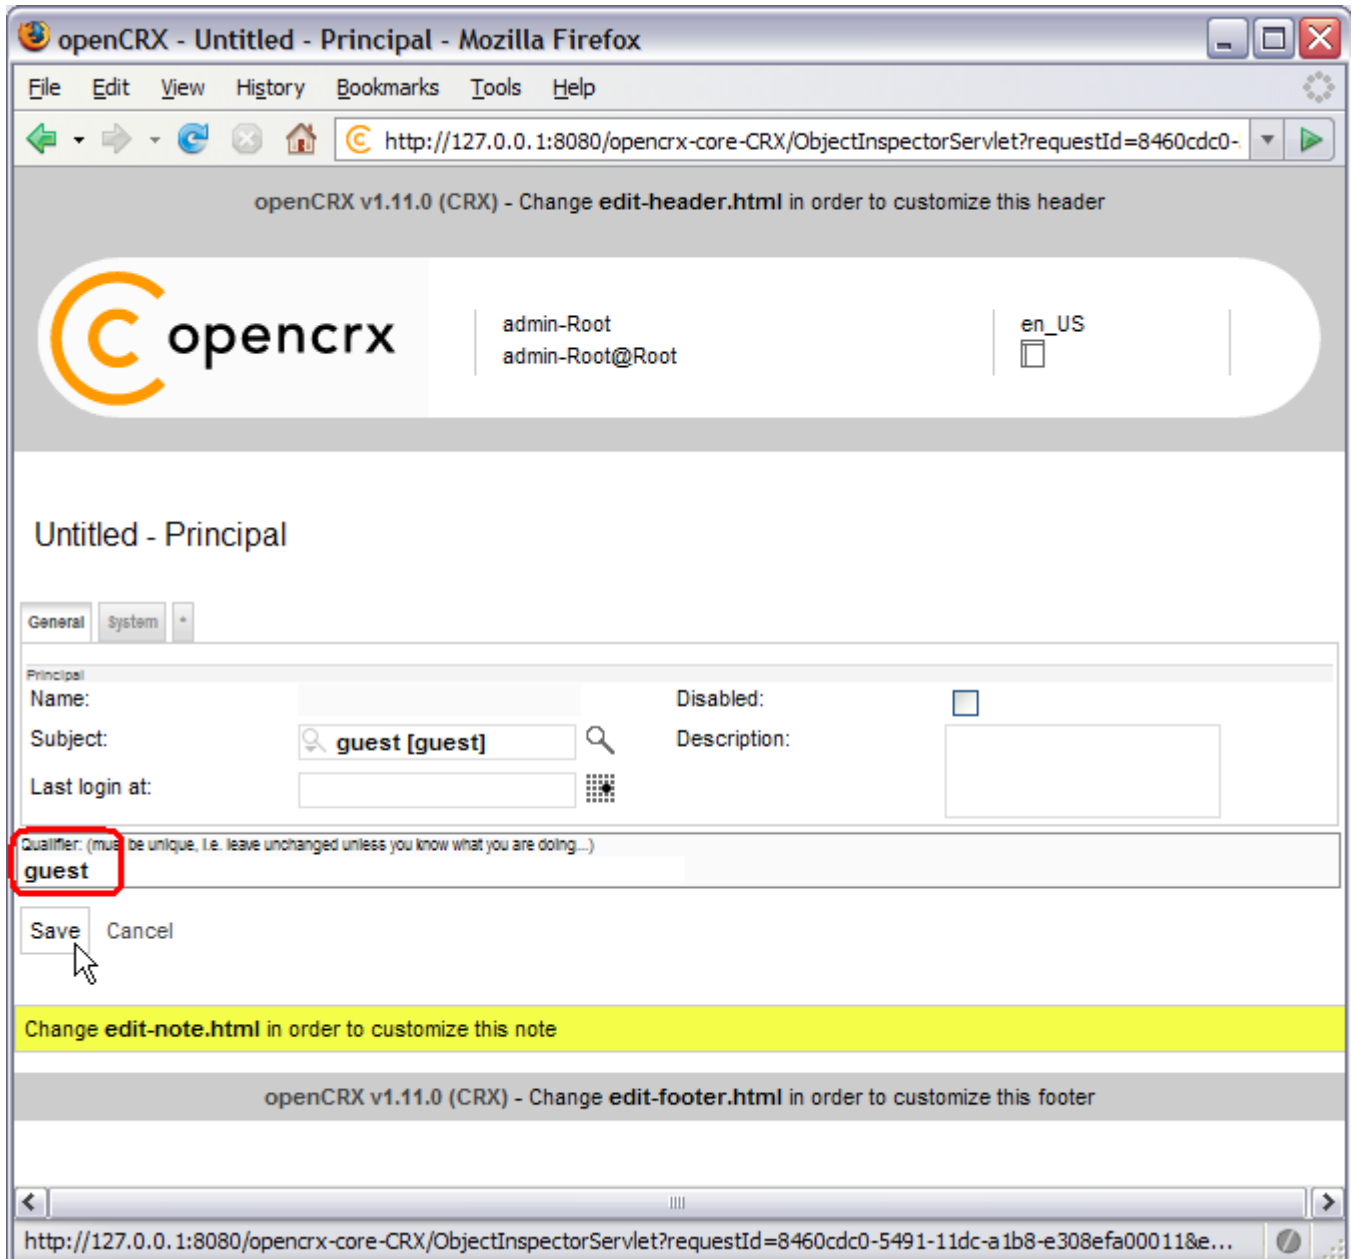 openCRX - Untitled - Principal - Mozilla Firefox
File Edit View History Bookmarks Tools Help
http://127.0.0.1:8080/opencrx-core-CRX/ObjectInspectorServlet?requestId=8460cdc0-
openCRX v1.11.0 (CRX) - Change edit-header.html in order to customize this header
opencrx
admin-Root
admin-Root@Root
en_US
Untitled - Principal
General System +
Principal
Name: Disabled:
Subject: guest [guest] Description:
Last login at:
Qualifier: (must be unique, i.e. leave unchanged unless you know what you are doing...)
guest
Save Cancel
Change edit-note.html in order to customize this note
openCRX v1.11.0 (CRX) - Change edit-footer.html in order to customize this footer
http://127.0.0.1:8080/opencrx-core-CRX/ObjectInspectorServlet?requestId=8460cdc0-5491-11dc-a1b8-e308efa00011&e...